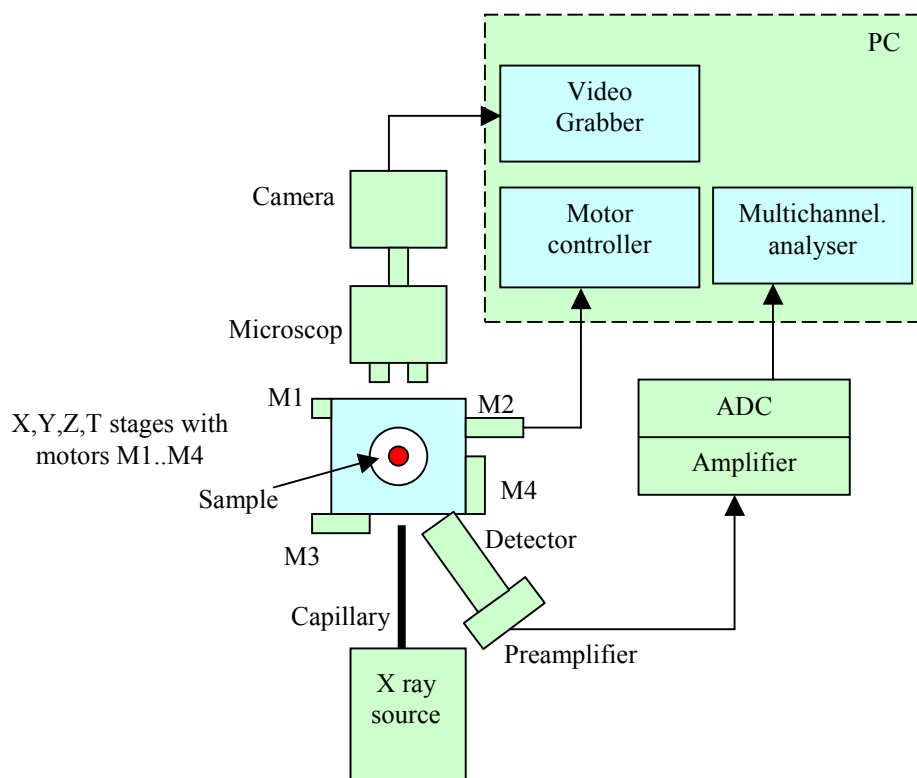 PC
Video
Grabber
Camera
Motor
controller
Multichannel.
analyser
Microscop
M1
M2
X,Y,Z,T stages with
motors M1..M4
ADC
Amplifier
Sample
M4
M3
Detector
Capillary
Preamplifier
X ray
source